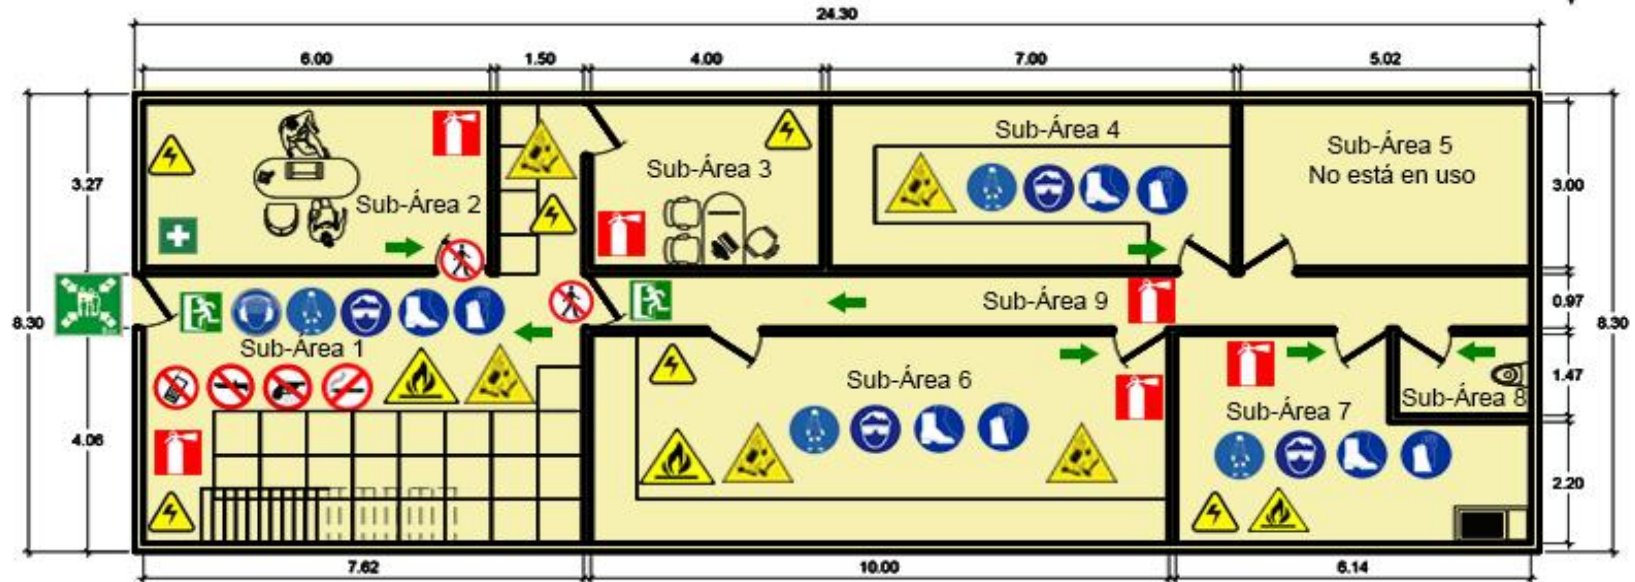 24.30
6.00 1.50 4.00 7.00 5.02
Sub-Área 4
Sub-Área 5
No está en uso
Sub-Área 3
3.27
3.00
Sub-Área 2
8.30
Sub-Área 9
0.97
8.30
Sub-Área 1
1.47
Sub-Área 6
Sub-Área 8
Sub-Área 7
4.06
2.20
7.62 10.00 6.14